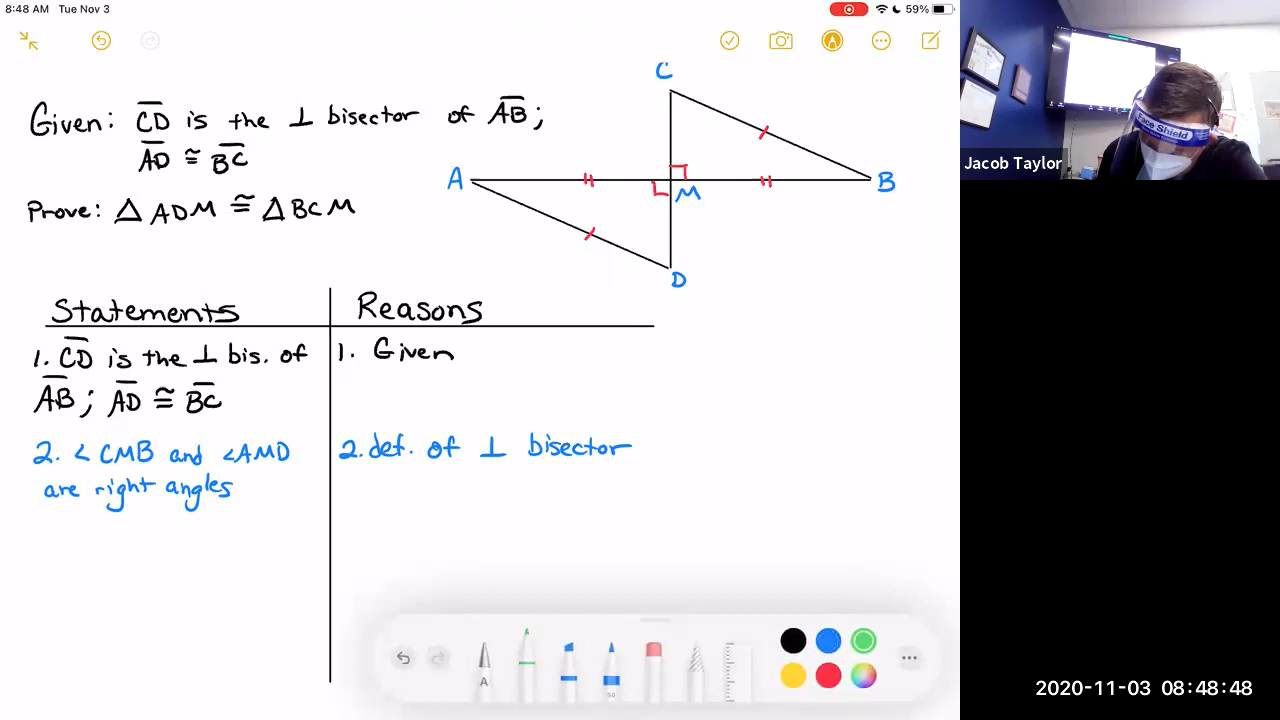 8:48 AM Tue Nov 3
59%
Given: CD is the ⊥ bisector of AB;
AD ≅ BC
Prove: △ ADM ≅ △ BCM
C
A
M
B
D
Statements Reasons
1. CD is the ⊥ bis. of 1. Given
AB; AD ≅ BC
2. ∠ CMB and ∠AMD 2. def. of ⊥ bisector
are right angles
A
50
Face Shield
Jacob Taylor
2020-11-03 08:48:48